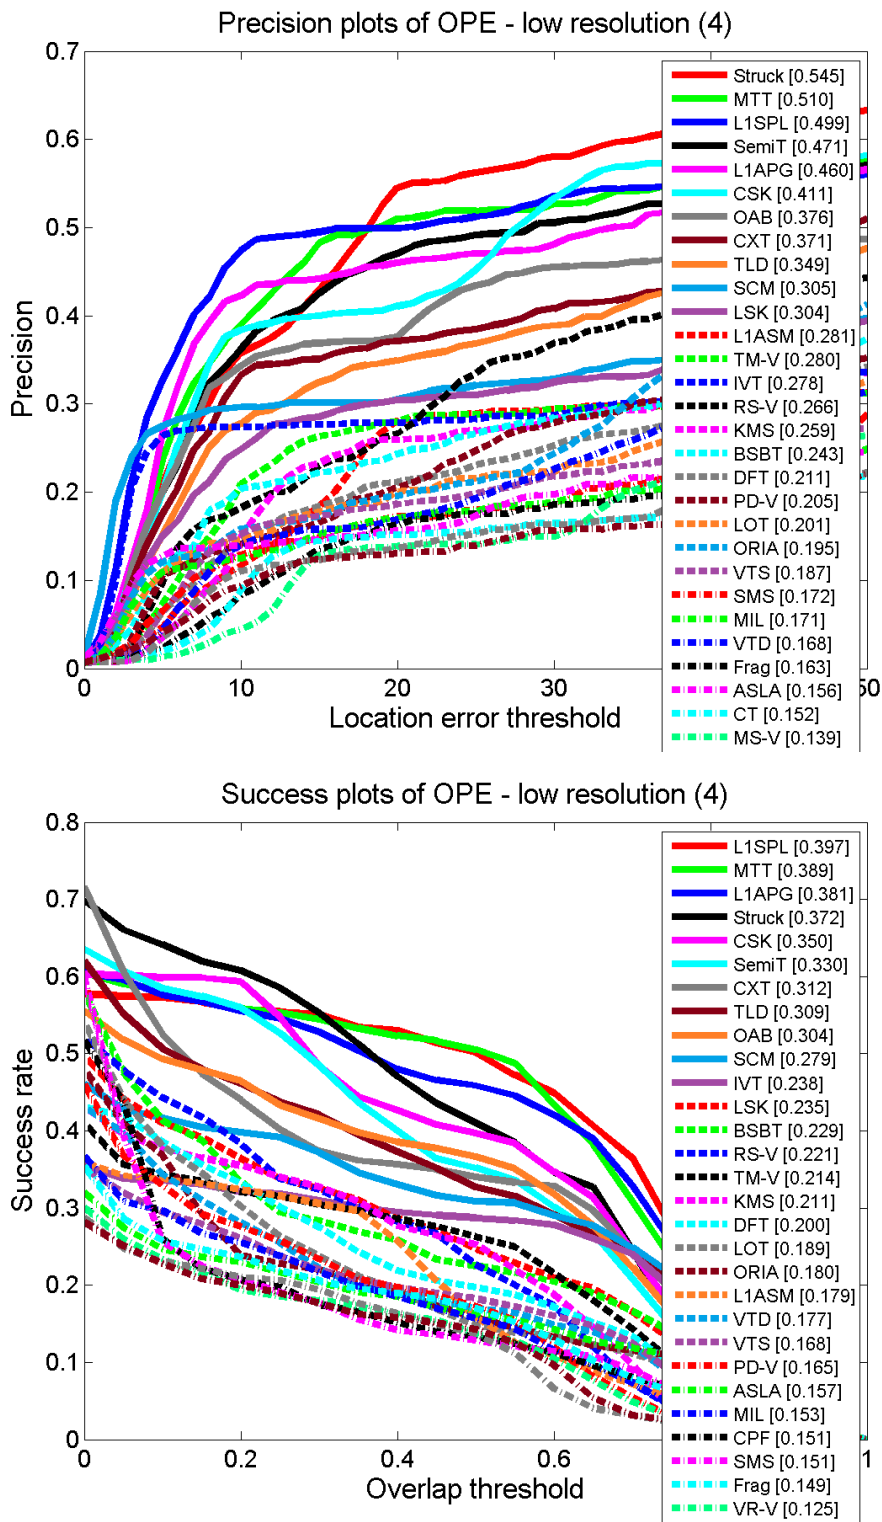 Precision plots of OPE - low resolution (4)
0.7
0.6
0.5
0.4
0.3
0.2
0.1
0
Precision
0
10
20
30
50
Location error threshold
Struck [0.545]
MTT [0.510]
L1SPL [0.499]
SemiT [0.471]
L1APG [0.460]
CSK [0.411]
OAB [0.376]
CXT [0.371]
TLD [0.349]
SCM [0.305]
LSK [0.304]
L1ASM [0.281]
TM-V [0.280]
IVT [0.278]
RS-V [0.266]
KMS [0.259]
BSBT [0.243]
DFT [0.211]
PD-V [0.205]
LOT [0.201]
ORIA [0.195]
VTS [0.187]
SMS [0.172]
MIL [0.171]
VTD [0.168]
Frag [0.163]
ASLA [0.156]
CT [0.152]
MS-V [0.139]
Success plots of OPE - low resolution (4)
0.8
0.7
0.6
0.5
0.4
0.3
0.2
0.1
0
Success rate
0
0.2
0.4
0.6
1
Overlap threshold
L1SPL [0.397]
MTT [0.389]
L1APG [0.381]
Struck [0.372]
CSK [0.350]
SemiT [0.330]
CXT [0.312]
TLD [0.309]
OAB [0.304]
SCM [0.279]
IVT [0.238]
LSK [0.235]
BSBT [0.229]
RS-V [0.221]
TM-V [0.214]
KMS [0.211]
DFT [0.200]
LOT [0.189]
ORIA [0.180]
L1ASM [0.179]
VTD [0.177]
VTS [0.168]
PD-V [0.165]
ASLA [0.157]
MIL [0.153]
CPF [0.151]
SMS [0.151]
Frag [0.149]
VR-V [0.125]